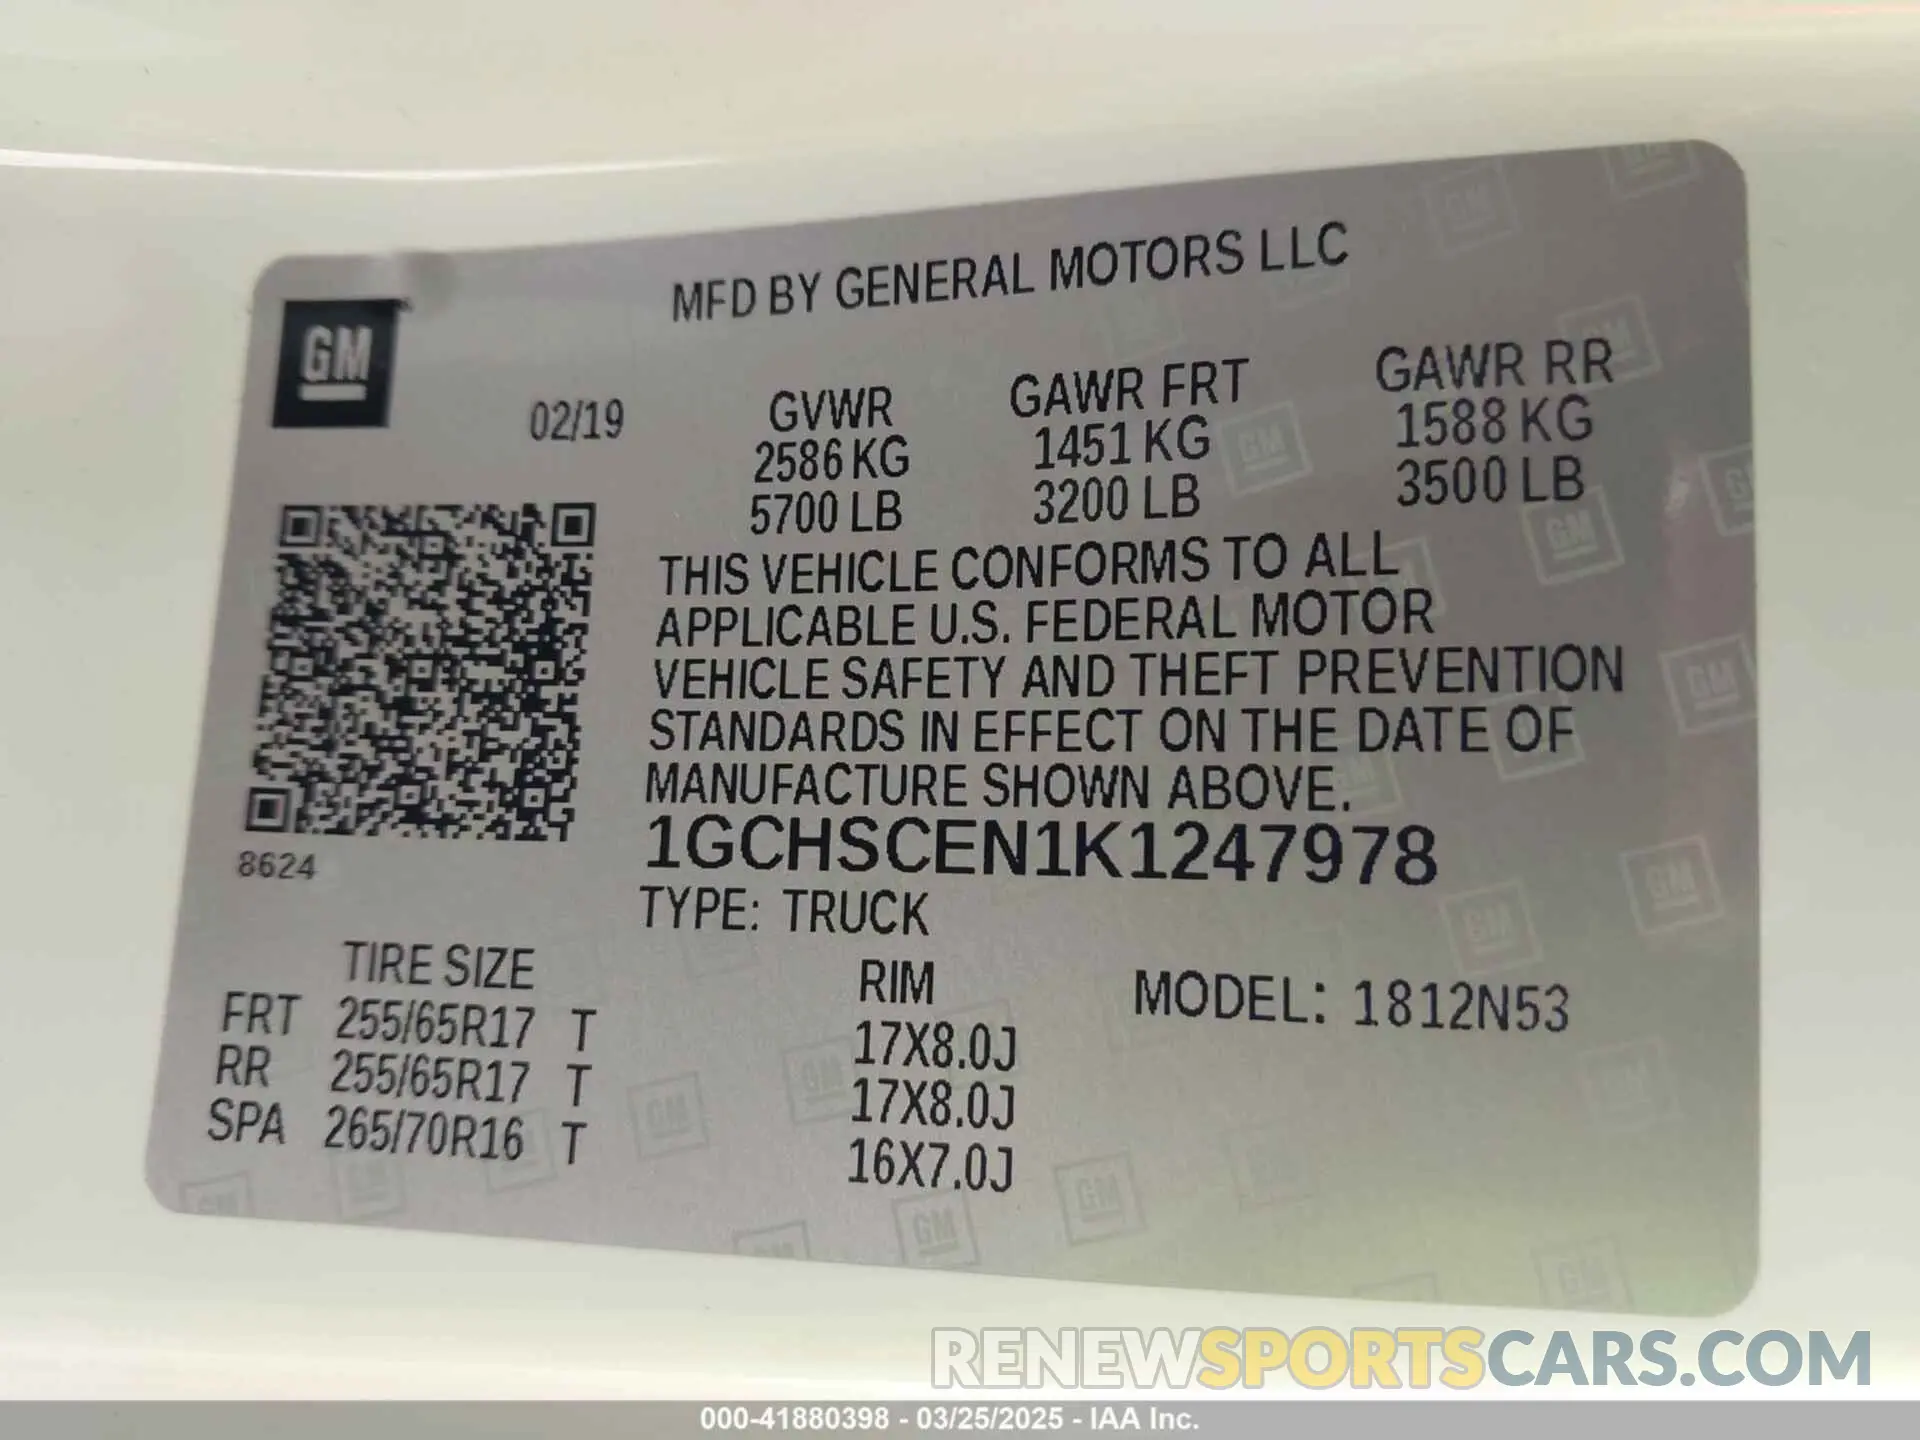 MFD BY GENERAL MOTORS LLC
GM
02/19
GVWR GAWR FRT GAWR RR
2586 KG 1451 KG 1588 KG
5700 LB 3200 LB 3500 LB
THIS VEHICLE CONFORMS TO ALL
APPLICABLE U.S. FEDERAL MOTOR
VEHICLE SAFETY AND THEFT PREVENTION
STANDARDS IN EFFECT ON THE DATE OF
MANUFACTURE SHOWN ABOVE.
1GCHSCEN1K1247978
8624
TYPE: TRUCK
TIRE SIZE RIM MODEL: 1812N53
FRT 255/65R17 T 17X8.0J
RR 255/65R17 T 17X8.0J
SPA 265/70R16 T 16X7.0J
RENEWSPORTSCARS.COM
000-41880398 - 03/25/2025 - IAA Inc.